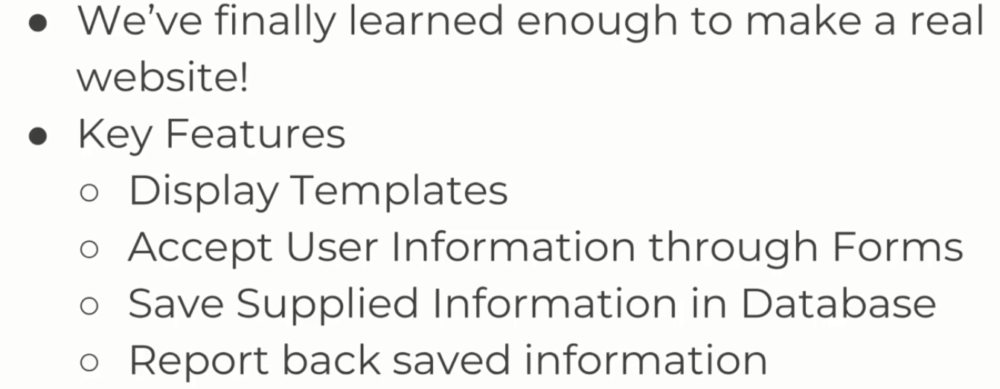 ● We’ve finally learned enough to make a real
website!
● Key Features
○ Display Templates
○ Accept User Information through Forms
○ Save Supplied Information in Database
○ Report back saved information